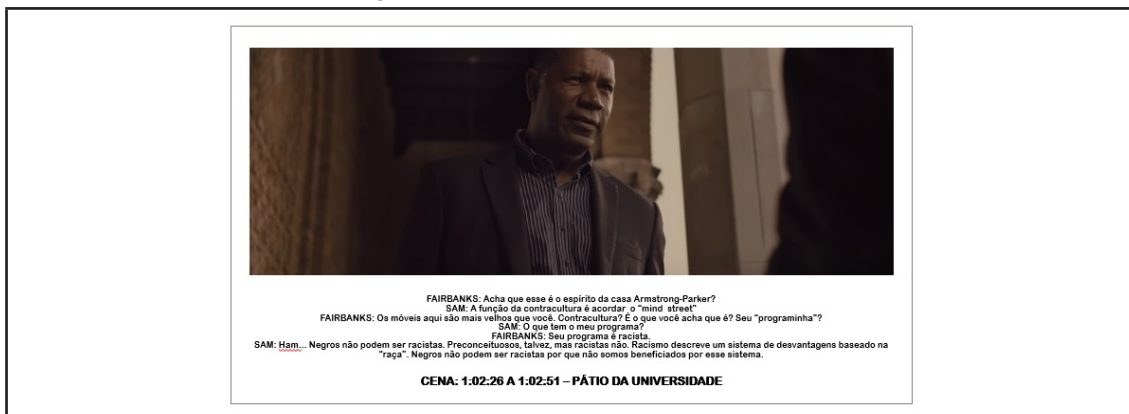 FAIRBANKS: Acha que esse é o espírito da casa Armstrong-Parker?
SAM: A função da contracultura é acordar o "mind street"
FAIRBANKS: Os móveis aqui são mais velhos que você. Contracultura? É o que você acha que é? Seu "programinha"?
SAM: O que tem o meu programa?
FAIRBANKS: Seu programa é racista.
SAM: Ham... Negros não podem ser racistas. Preconceituosos, talvez, mas racistas não. Racismo descreve um sistema de desvantagens baseado na
"raça". Negros não podem ser racistas por que não somos beneficiados por esse sistema.
CENA: 1:02:26 A 1:02:51 – PÁTIO DA UNIVERSIDADE